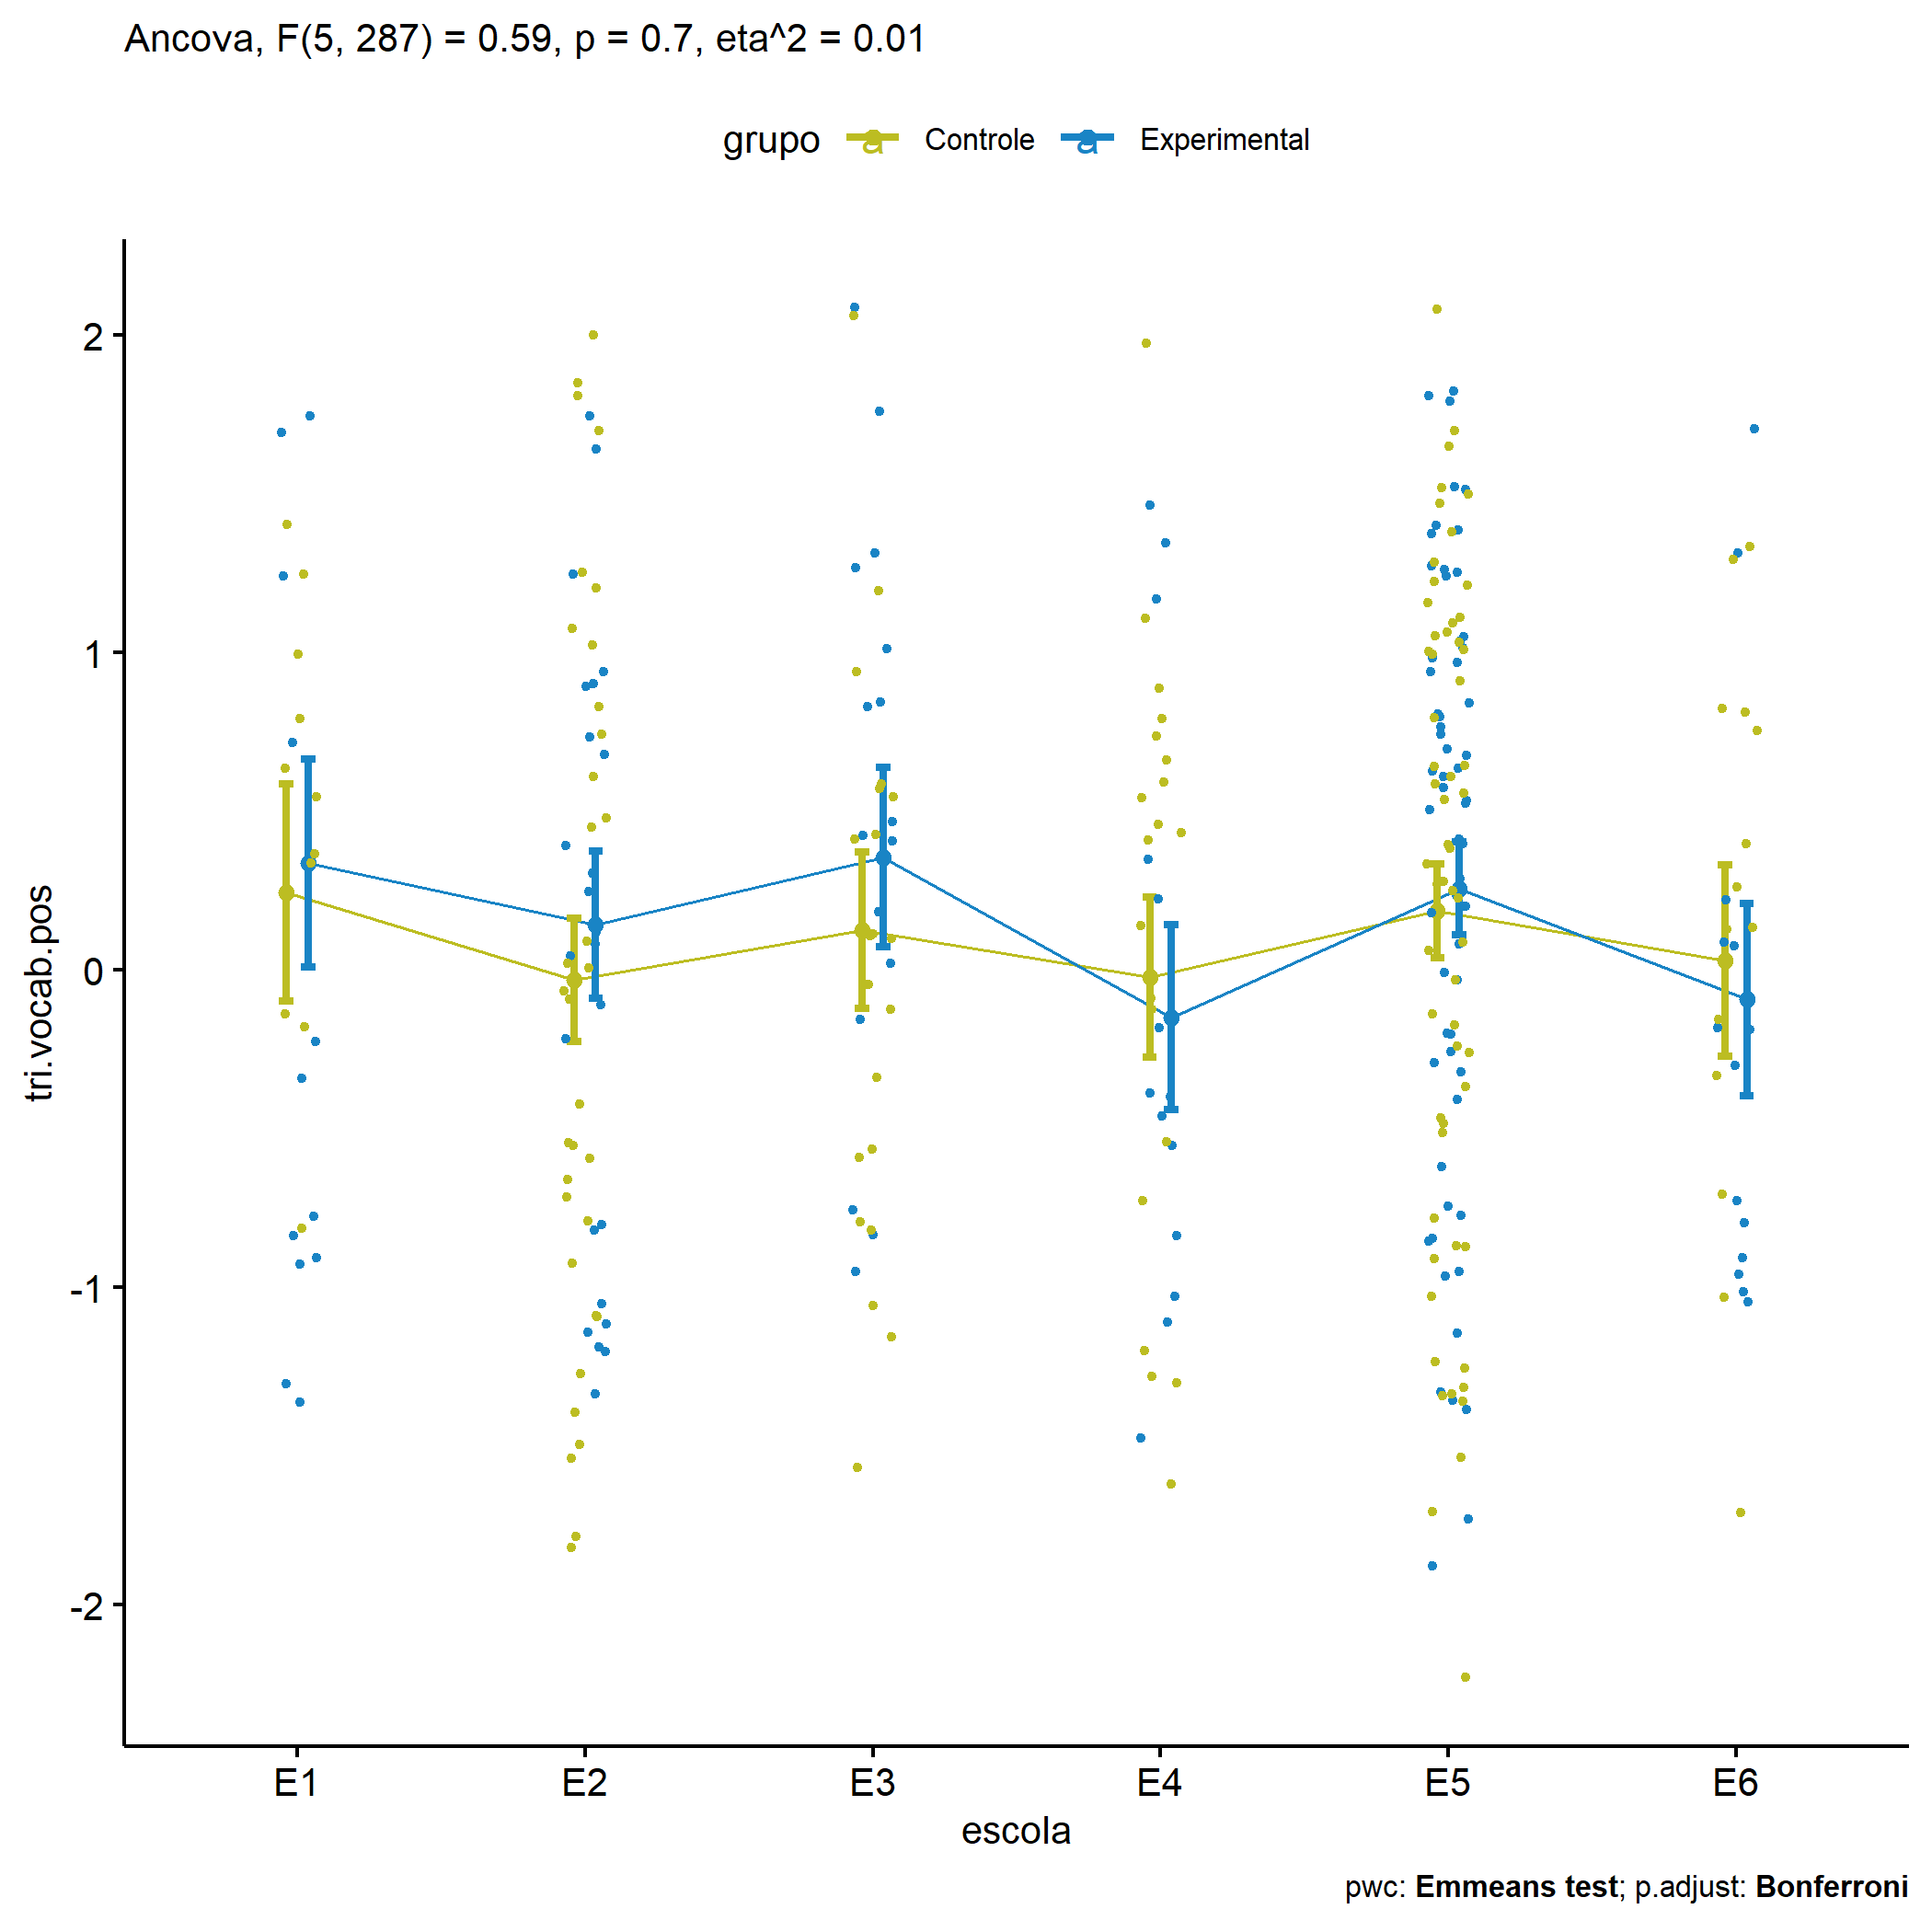 Ancova, F(5, 287) = 0.59, p = 0.7, eta^2 = 0.01
grupo a Controle a Experimental
tri.vocab.pos
2
1
0
-1
-2
E1 E2 E3 E4 E5 E6
escola
pwc: Emmeans test; p.adjust: Bonferroni